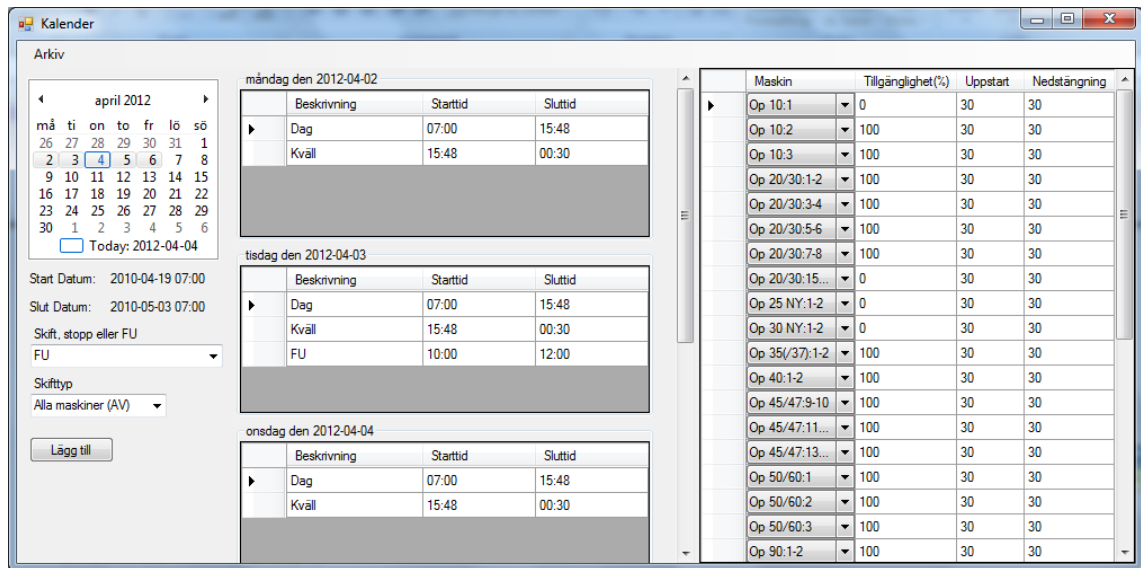 Kalender
Arkiv
april 2012
må ti on to fr lö sö
26 27 28 29 30 31 1
2 3 4 5 6 7 8
9 10 11 12 13 14 15
16 17 18 19 20 21 22
23 24 25 26 27 28 29
30 1 2 3 4 5 6
Today: 2012-04-04
Start Datum: 2010-04-19 07:00
Slut Datum: 2010-05-03 07:00
Skift, stopp eller FU
FU
Skifttyp
Alla maskiner (AV)
Lägg till
måndag den 2012-04-02
Beskrivning Starttid Sluttid
Dag 07:00 15:48
Kväll 15:48 00:30
tisdag den 2012-04-03
Beskrivning Starttid Sluttid
Dag 07:00 15:48
Kväll 15:48 00:30
FU 10:00 12:00
onsdag den 2012-04-04
Beskrivning Starttid Sluttid
Dag 07:00 15:48
Kväll 15:48 00:30
Maskin Tillgänglighet(%) Uppstart Nedstängning
Op 10:1 0 30 30
Op 10:2 100 30 30
Op 10:3 100 30 30
Op 20/30:1-2 100 30 30
Op 20/30:3-4 100 30 30
Op 20/30:5-6 100 30 30
Op 20/30:7-8 100 30 30
Op 20/30:15... 0 30 30
Op 25 NY:1-2 0 30 30
Op 30 NY:1-2 0 30 30
Op 35(/37):1-2 100 30 30
Op 40:1-2 100 30 30
Op 45/47:9-10 100 30 30
Op 45/47:11... 100 30 30
Op 45/47:13... 100 30 30
Op 50/60:1 100 30 30
Op 50/60:2 100 30 30
Op 50/60:3 100 30 30
Op 90:1-2 100 30 30